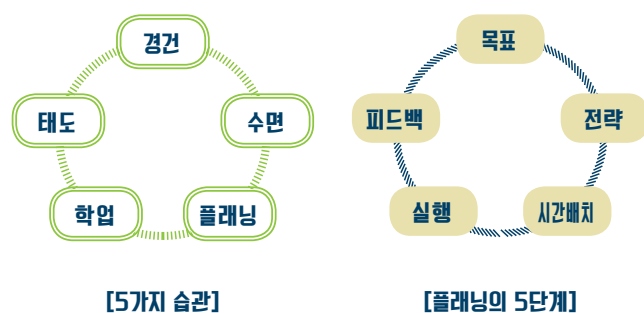 경건
태도
수면
학업
플래닝
[5가지 습관]
목표
피드백
전략
실행
시간배치
[플래닝의 5단계]